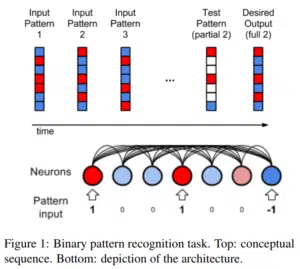 Input Pattern 1
Input Pattern 2
Input Pattern 3
...
Test Pattern (partial 2)
Desired Output (full 2)
time
Neurons
Pattern input
1 0 0 1 0 0 -1
Figure 1: Binary pattern recognition task. Top: conceptual
sequence. Bottom: depiction of the architecture.